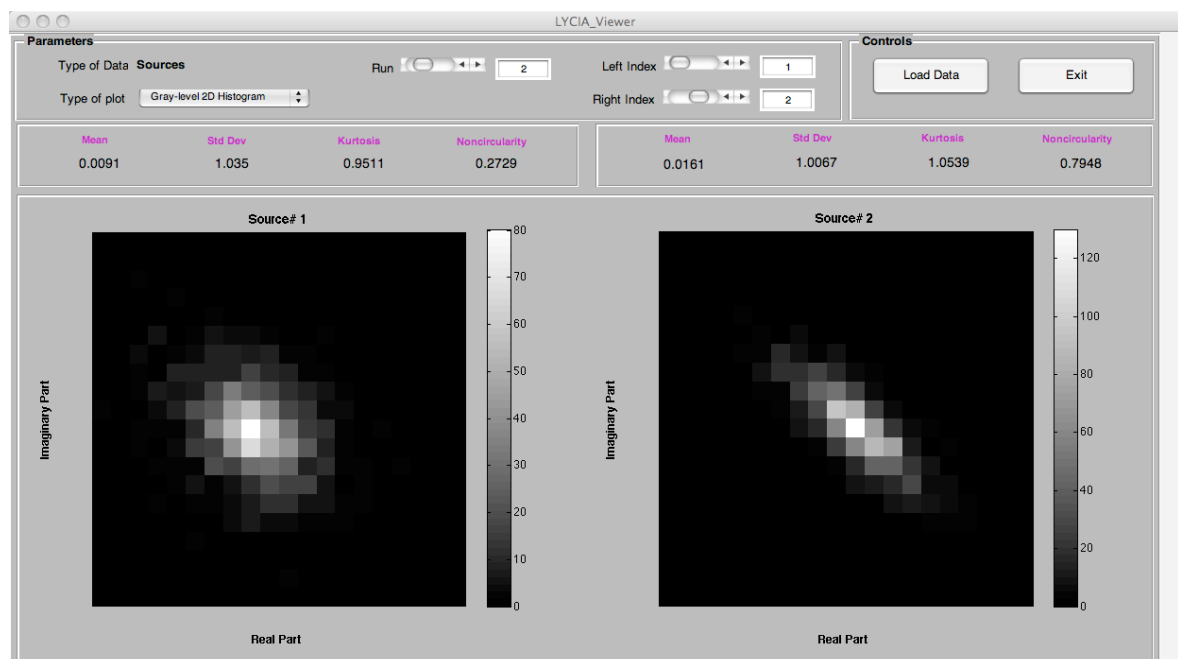 LYCIA_Viewer
Parameters
Controls
Type of Data Sources
Run 2
Left Index 1
Load Data
Exit
Type of plot Gray-level 2D Histogram
Right Index 2
Mean Std Dev Kurtosis Noncircularity
0.0091 1.035 0.9511 0.2729
Mean Std Dev Kurtosis Noncircularity
0.0161 1.0067 1.0539 0.7948
Source# 1
Imaginary Part
Real Part
80
70
60
50
40
30
20
10
0
Source# 2
Imaginary Part
Real Part
120
100
80
60
40
20
0